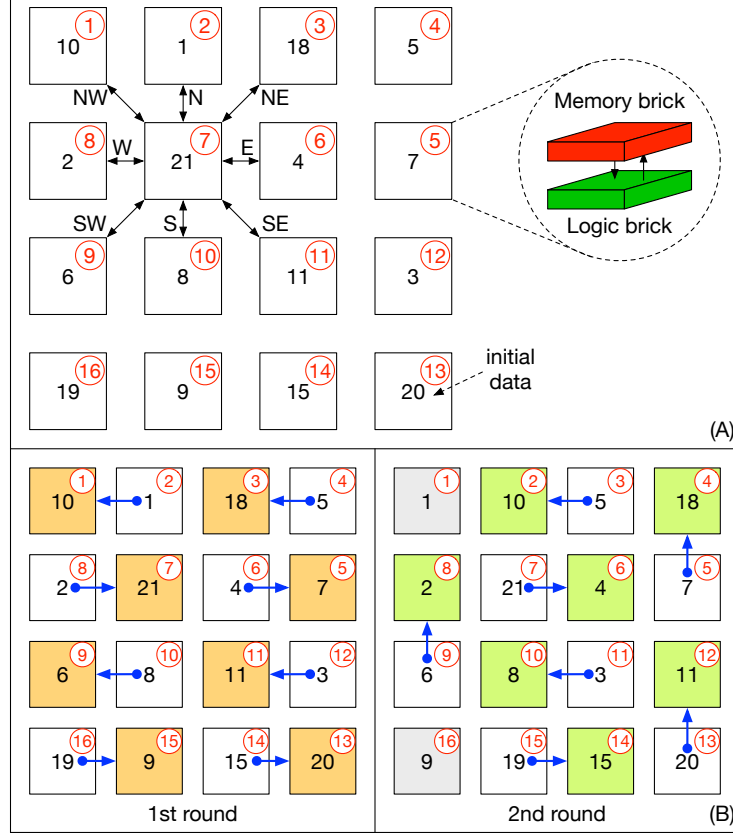 1 2 3 4
10 1 18 5
NW N NE
Memory brick
8 7 6 5
W E
2 21 4 7
Logic brick
SW S SE
9 10 11 12
6 8 11 3
initial
data
16 15 14 13
19 9 15 20
(A)
1 2 3 4
10 1 18 5
8 7 6 5
2 21 4 7
9 10 11 12
6 8 11 3
16 15 14 13
19 9 15 20
1st round
1 2 3 4
1 10 5 18
8 7 6 5
2 21 4 7
9 10 11 12
6 8 3 11
16 15 14 13
9 19 15 20
2nd round
(B)